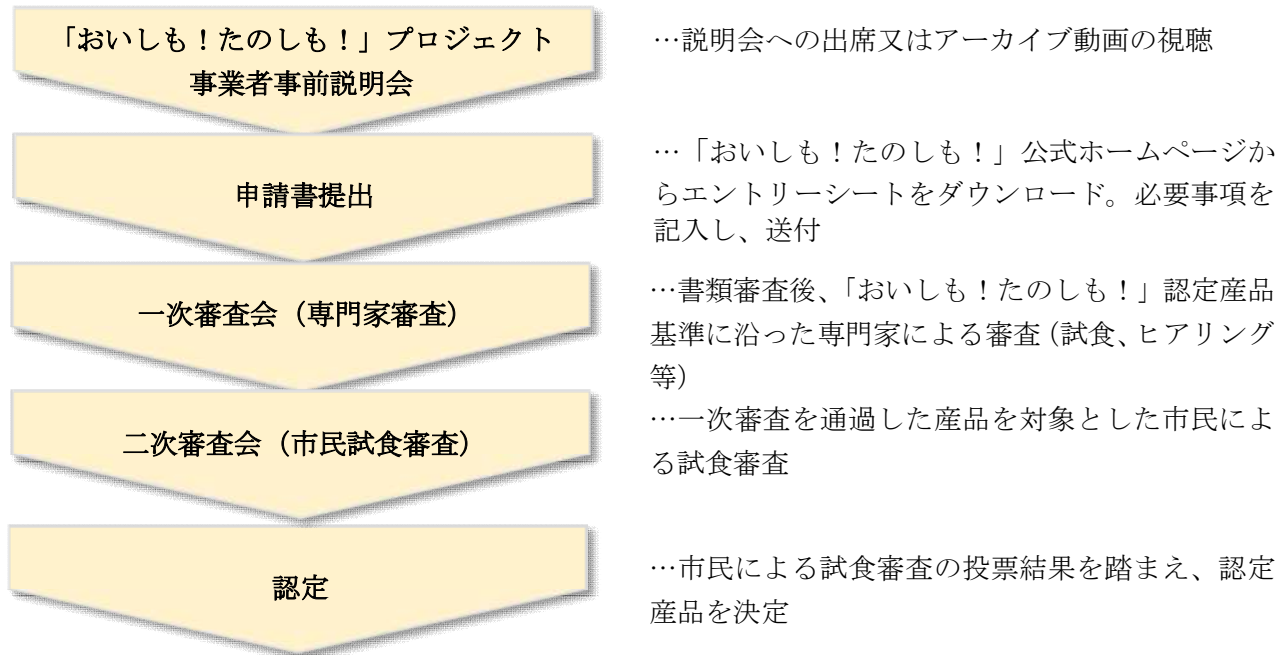 「おいしも！たのしも！」プロジェクト
事業者事前説明会
…説明会への出席又はアーカイブ動画の視聴
申請書提出
…「おいしも！たのしも！」公式ホームページか
らエントリーシートをダウンロード。必要事項を
記入し、送付
一次審査会（専門家審査）
…書類審査後、「おいしも！たのしも！」認定産品
基準に沿った専門家による審査（試食、ヒアリング
等）
二次審査会（市民試食審査）
…一次審査を通過した産品を対象とした市民によ
る試食審査
認定
…市民による試食審査の投票結果を踏まえ、認定
産品を決定